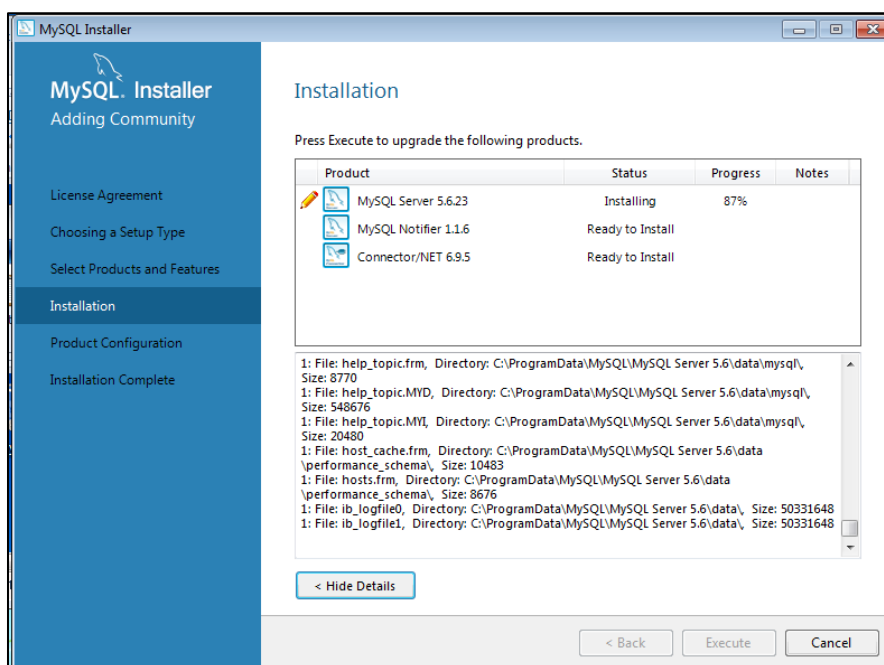 MySQL Installer
MySQL. Installer
Adding Community
License Agreement
Choosing a Setup Type
Select Products and Features
Installation
Product Configuration
Installation Complete
Installation
Press Execute to upgrade the following products.
Product Status Progress Notes
MySQL Server 5.6.23 Installing 87%
MySQL Notifier 1.1.6 Ready to Install
Connector/NET 6.9.5 Ready to Install
1: File: help_topic.frm, Directory: C:\ProgramData\MySQL\MySQL Server 5.6\data\mysql\,
Size: 8770
1: File: help_topic.MYD, Directory: C:\ProgramData\MySQL\MySQL Server 5.6\data\mysql\,
Size: 548676
1: File: help_topic.MYI, Directory: C:\ProgramData\MySQL\MySQL Server 5.6\data\mysql\,
Size: 20480
1: File: host_cache.frm, Directory: C:\ProgramData\MySQL\MySQL Server 5.6\data
\performance_schema\, Size: 10483
1: File: hosts.frm, Directory: C:\ProgramData\MySQL\MySQL Server 5.6\data
\performance_schema\, Size: 8676
1: File: ib_logfile0, Directory: C:\ProgramData\MySQL\MySQL Server 5.6\data\, Size: 50331648
1: File: ib_logfile1, Directory: C:\ProgramData\MySQL\MySQL Server 5.6\data\, Size: 50331648
< Hide Details
< Back Execute Cancel